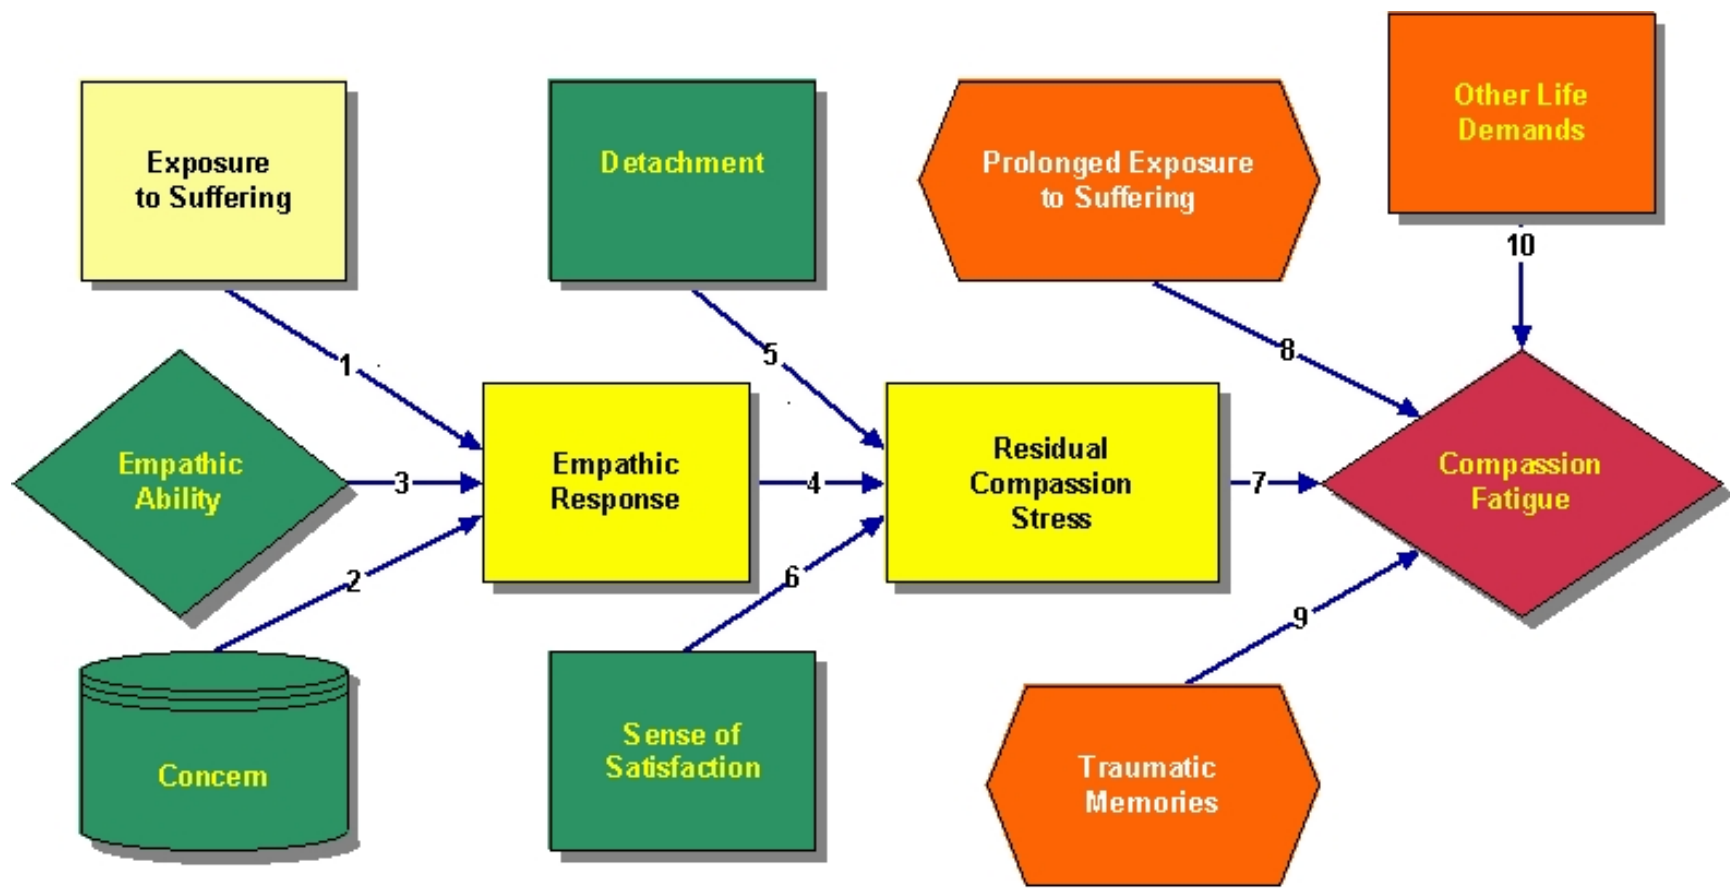 Exposure
to Suffering
Detachment
Prolonged Exposure
to Suffering
Other Life
Demands
10
1
5
8
Empathic
Ability
3
Empathic
Response
4
Residual
Compassion
Stress
7
Compassion
Fatigue
2
6
9
Concern
Sense of
Satisfaction
Traumatic
Memories